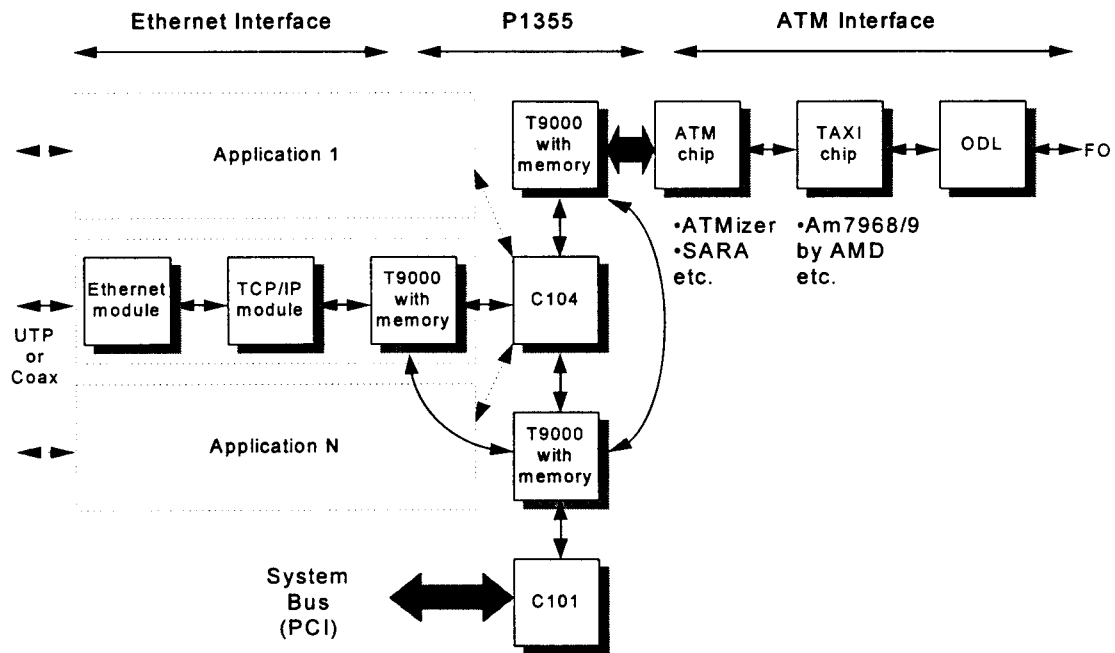 Ethernet Interface
P1355
ATM Interface
Application 1
T9000
with
memory
ATM
chip
TAXI
chip
ODL
FO
•ATMizer
•SARA
etc.
•Am7968/9
by AMD
etc.
Ethernet
module
TCP/IP
module
T9000
with
memory
C104
UTP
or
Coax
Application N
T9000
with
memory
System
Bus
(PCI)
C101